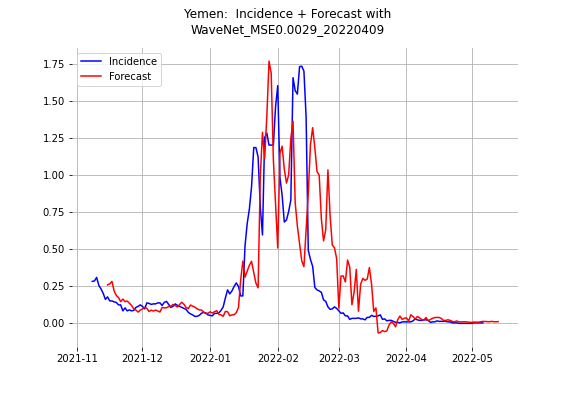 Yemen:  Incidence + Forecast with
WaveNet_MSE0.0029_20220409
Incidence
Forecast
1.75
1.50
1.25
1.00
0.75
0.50
0.25
0.00
2021-11 2021-12 2022-01 2022-02 2022-03 2022-04 2022-05